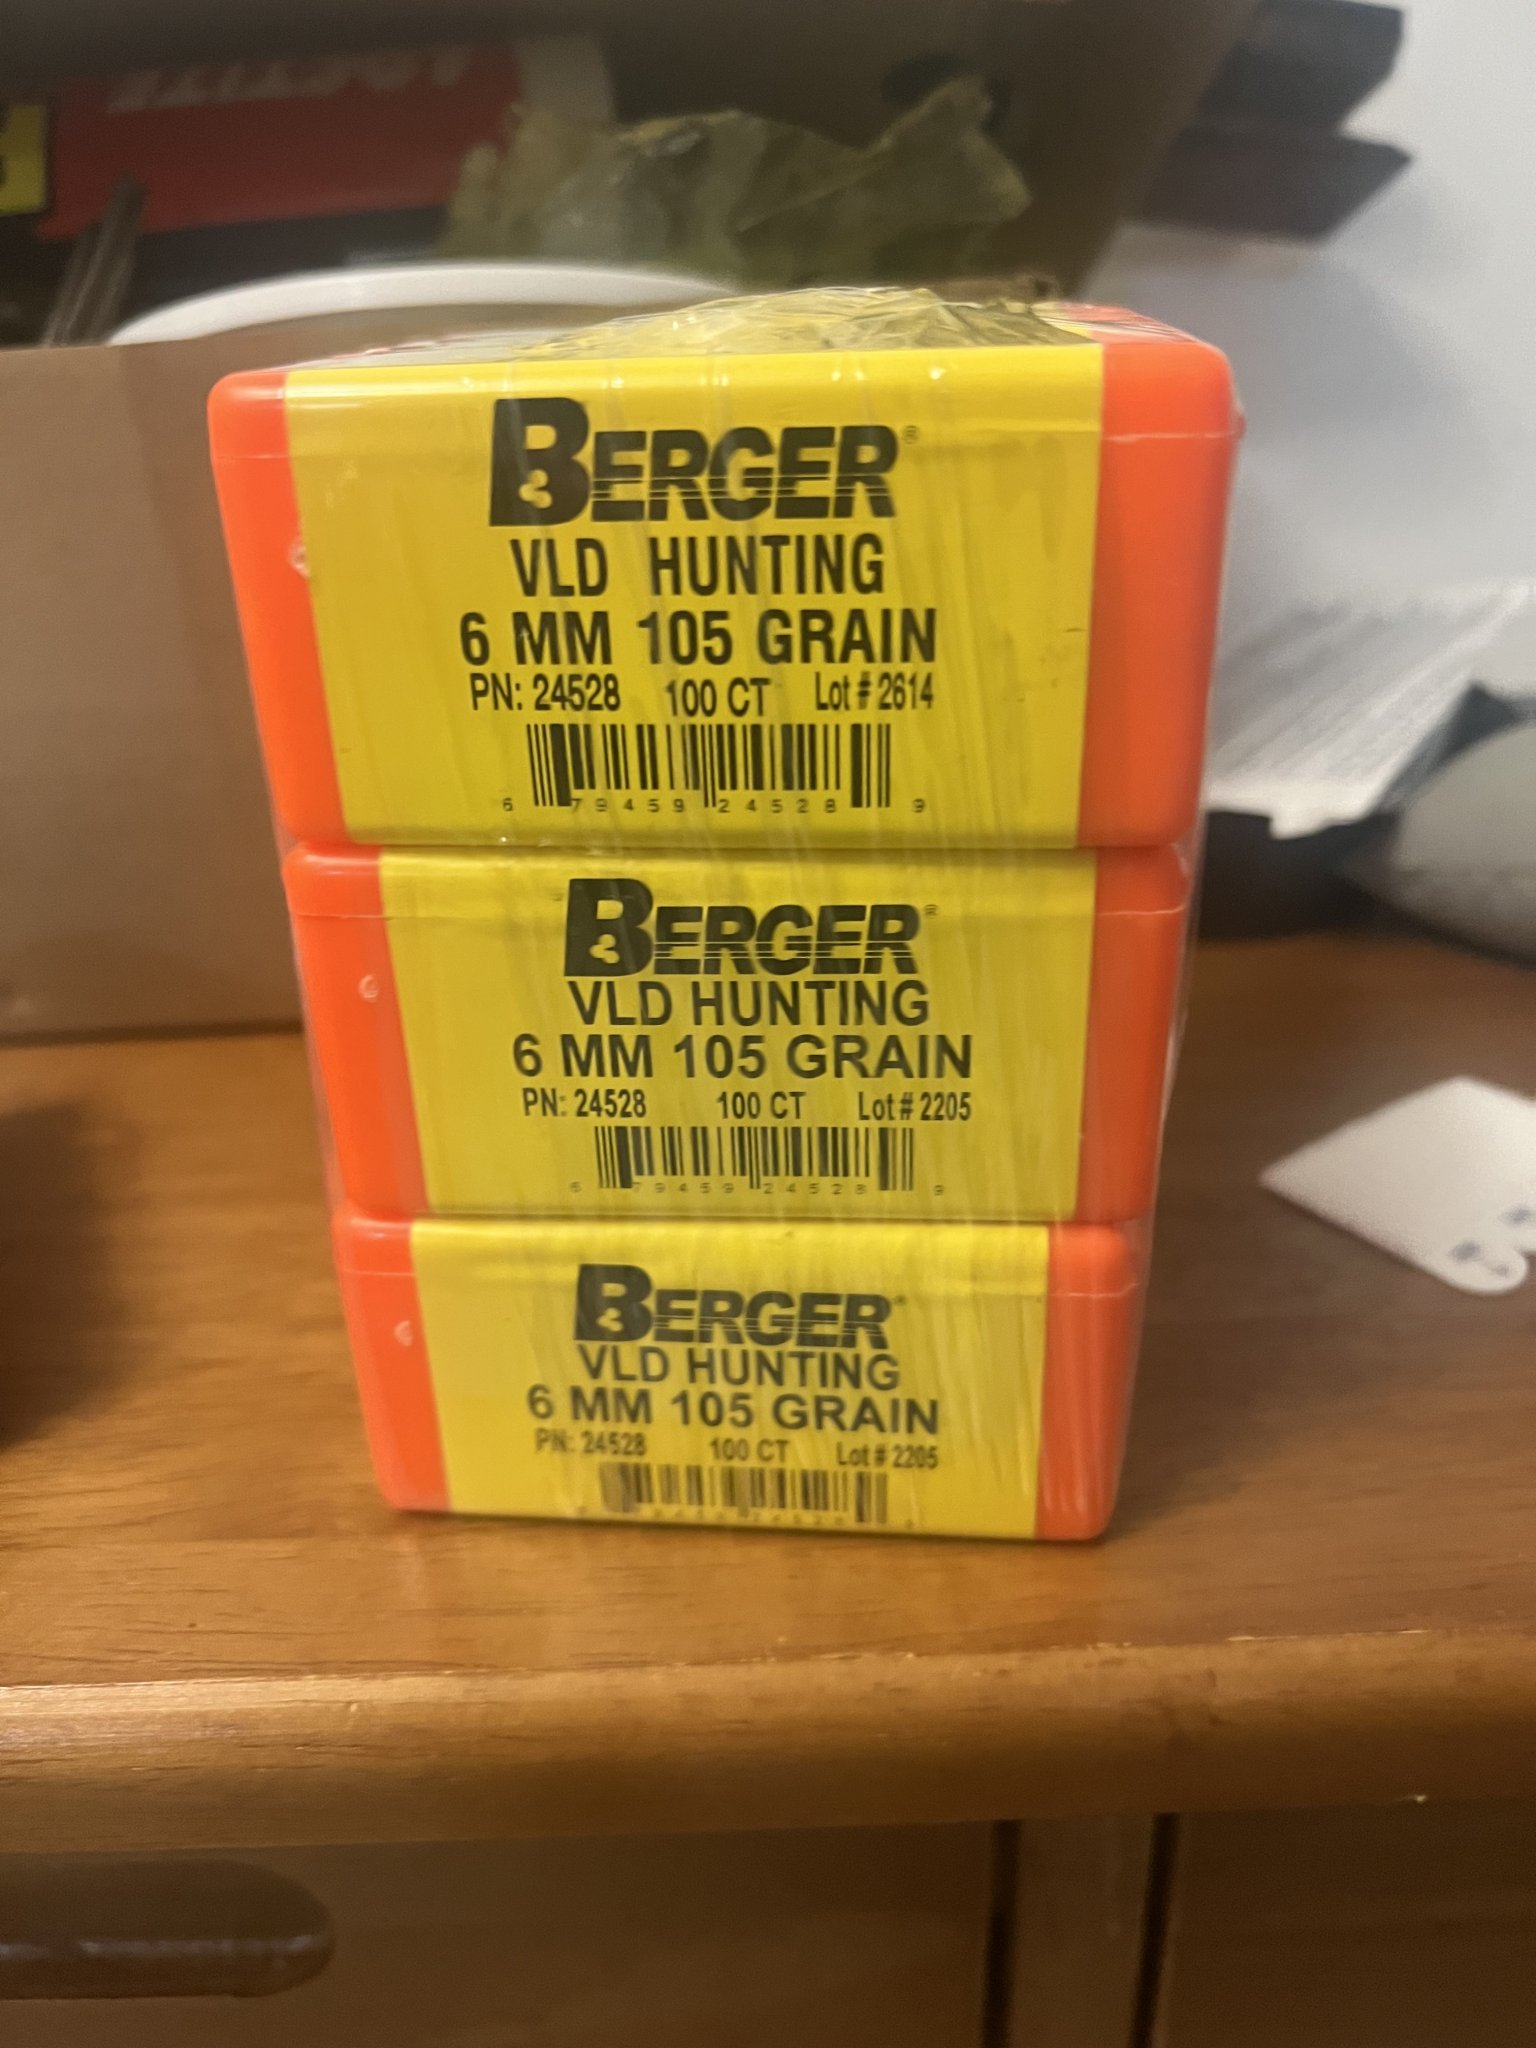 BERGER®
VLD HUNTING
6 MM 105 GRAIN
PN: 24528 100 CT Lot # 2614
6 79459 24528 9
BERGER®
VLD HUNTING
6 MM 105 GRAIN
PN: 24528 100 CT Lot # 2205
6 79459 24528 9
BERGER
VLD HUNTING
6 MM 105 GRAIN
PN: 24528 100 CT Lot # 2205